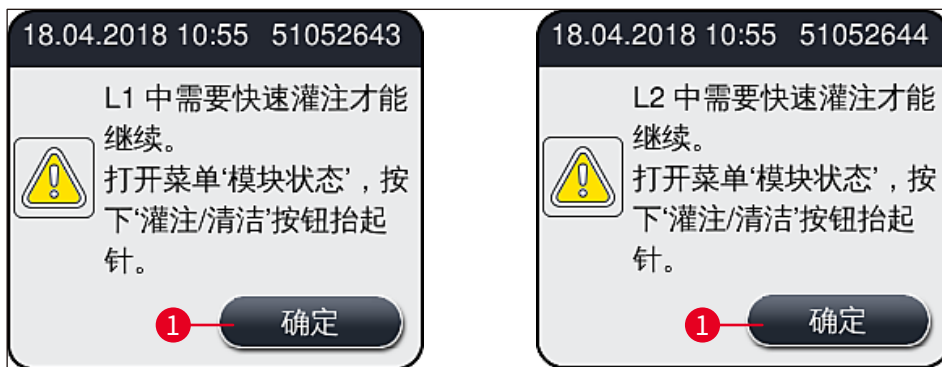 18.04.2018 10:55 51052643
L1 中需要快速灌注才能
继续。
打开菜单‘模块状态’，按
下‘灌注/清洁’按钮抬起
针。
1
确定
18.04.2018 10:55 51052644
L2 中需要快速灌注才能
继续。
打开菜单‘模块状态’，按
下‘灌注/清洁’按钮抬起
针。
1
确定